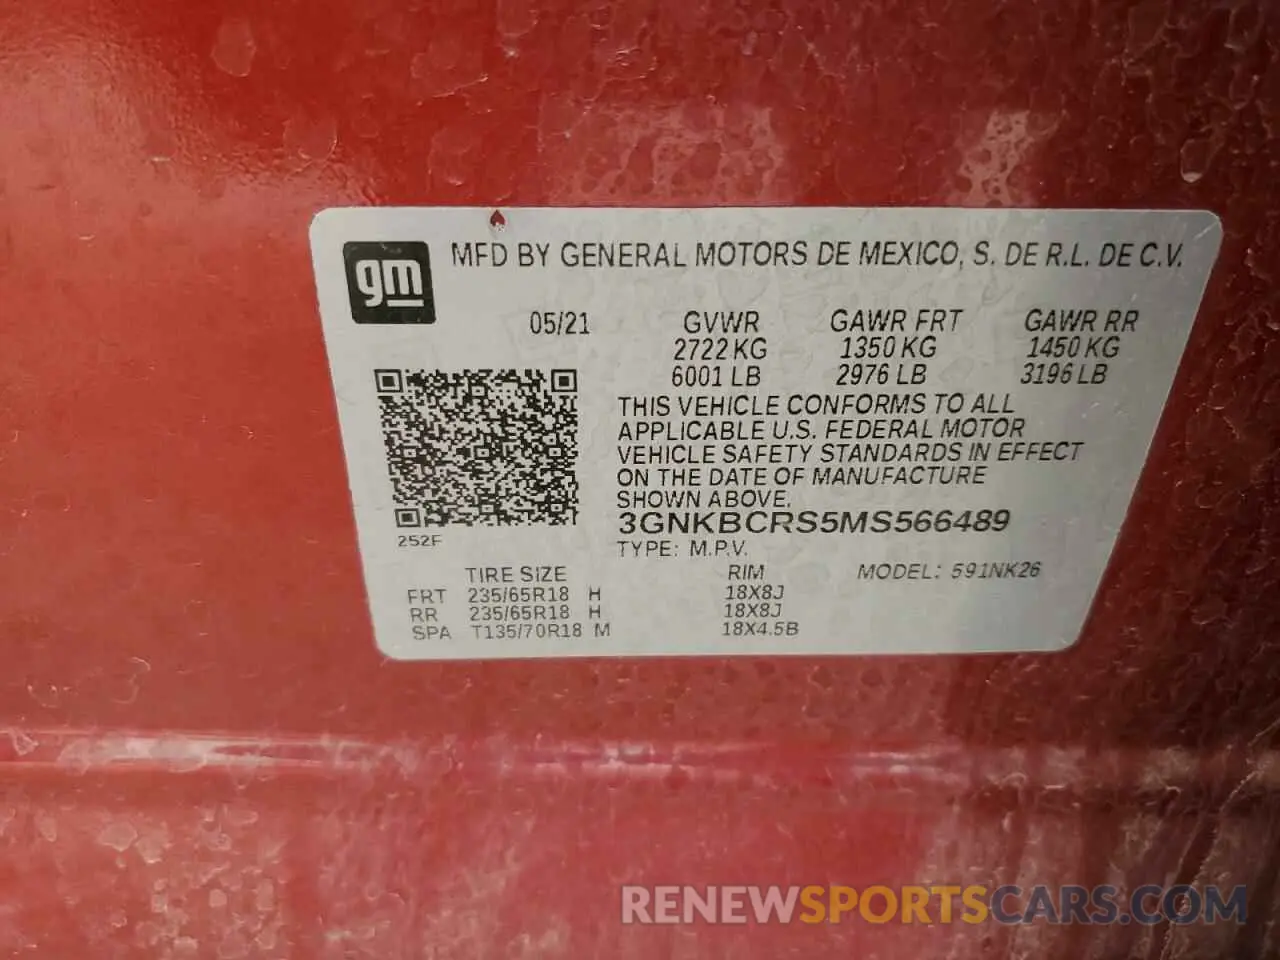 gm
MFD BY GENERAL MOTORS DE MEXICO, S. DE R.L. DE C.V.
05/21 GVWR GAWR FRT GAWR RR
2722 KG 1350 KG 1450 KG
6001 LB 2976 LB 3196 LB
THIS VEHICLE CONFORMS TO ALL
APPLICABLE U.S. FEDERAL MOTOR
VEHICLE SAFETY STANDARDS IN EFFECT
ON THE DATE OF MANUFACTURE
SHOWN ABOVE.
3GNKBCRS5MS566489
252F
TYPE: M.P.V.
TIRE SIZE RIM MODEL: 591NK26
FRT 235/65R18 H 18X8J
RR 235/65R18 H 18X8J
SPA T135/70R18 M 18X4.5B
RENEWSPORTSCARS.COM